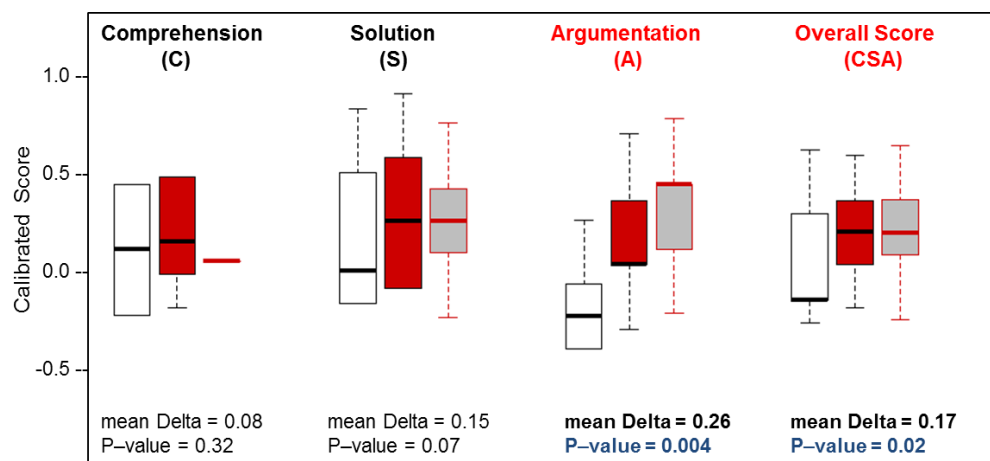 Comprehension
(C)
Solution
(S)
Argumentation
(A)
Overall Score
(CSA)
Calibrated Score
1.0
0.5
0.0
-0.5
mean Delta = 0.08
P–value = 0.32
mean Delta = 0.15
P–value = 0.07
mean Delta = 0.26
P–value = 0.004
mean Delta = 0.17
P–value = 0.02